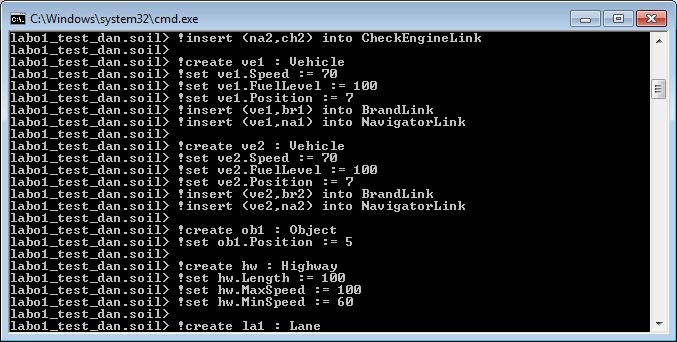 C:\Windows\system32\cmd.exe
labo1_test_dan.soil> !insert (na2,ch2) into CheckEngineLink
labo1_test_dan.soil>
labo1_test_dan.soil> !create ve1 : Vehicle
labo1_test_dan.soil> !set ve1.Speed := 70
labo1_test_dan.soil> !set ve1.FuelLevel := 100
labo1_test_dan.soil> !set ve1.Position := 7
labo1_test_dan.soil> !insert (ve1,br1) into BrandLink
labo1_test_dan.soil> !insert (ve1,na1) into NavigatorLink
labo1_test_dan.soil>
labo1_test_dan.soil> !create ve2 : Vehicle
labo1_test_dan.soil> !set ve2.Speed := 70
labo1_test_dan.soil> !set ve2.FuelLevel := 100
labo1_test_dan.soil> !set ve2.Position := 7
labo1_test_dan.soil> !insert (ve2,br2) into BrandLink
labo1_test_dan.soil> !insert (ve2,na2) into NavigatorLink
labo1_test_dan.soil>
labo1_test_dan.soil> !create ob1 : Object
labo1_test_dan.soil> !set ob1.Position := 5
labo1_test_dan.soil>
labo1_test_dan.soil> !create hw : Highway
labo1_test_dan.soil> !set hw.Length := 100
labo1_test_dan.soil> !set hw.MaxSpeed := 100
labo1_test_dan.soil> !set hw.MinSpeed := 60
labo1_test_dan.soil>
labo1_test_dan.soil> !create la1 : Lane